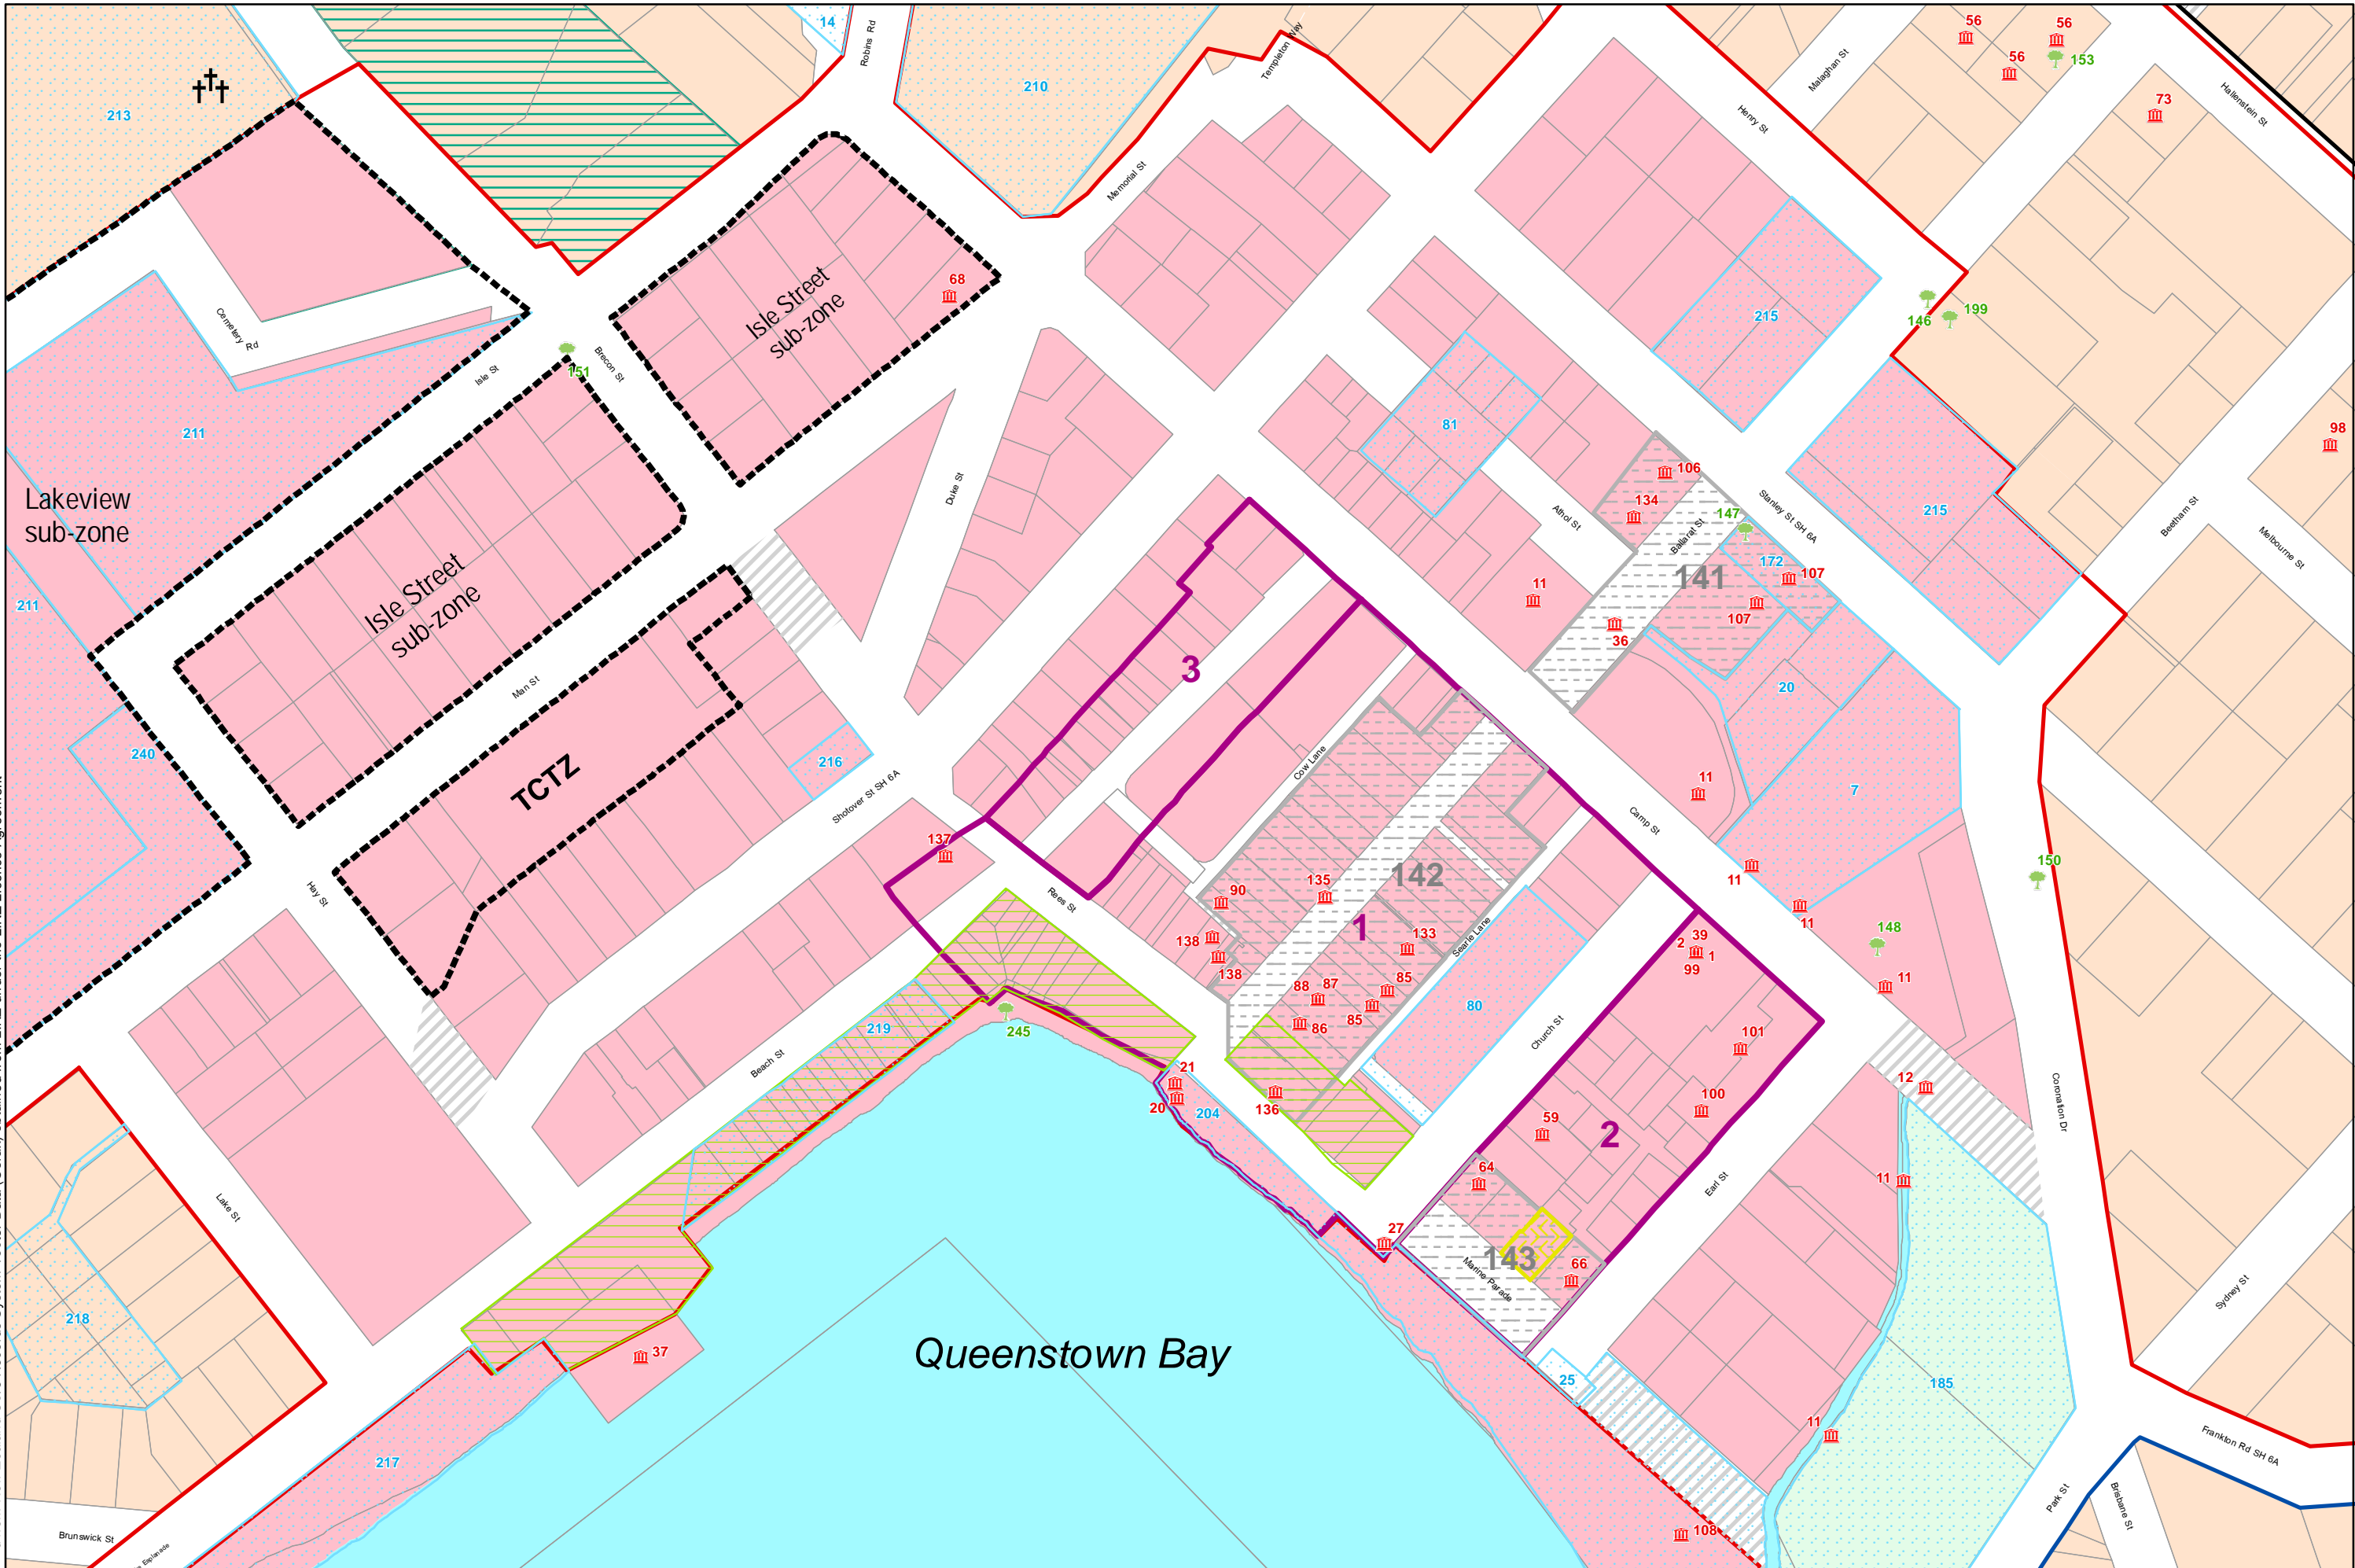 14
Robins Rd
210
Templeton Way
213
Memorial St
Malaghan St
Henry St
56
56
56
153
73
Hallenstein St
68
Isle Street
sub-zone
Cemetery
Rd
Isle St
151
Brecon St
211
Lakeview
sub-zone
211
Isle Street
sub-zone
Man St
TCTZ
240
216
Duke St
Shotover St SH 6A
81
215
146
199
98
Athol St
106
134
147
Ballarat St
Stanley St SH 6A
141
172
107
107
11
36
215
Beetham St
Melbourne St
20
7
3
Cow Lane
11
Camp St
137
Hay St
Rees St
90
135
142
1
138
138
133
Searle Lane
88
87
85
85
86
80
136
11
11
150
148
11
39
2
1
99
101
100
59
2
Church St
Earl St
12
11
Coronation Dr
Beach St
219
245
21
20
204
Lake St
218
64
27
143
Marine Parade
66
37
Queenstown Bay
25
185
Sydney St
11
217
108
Brunswick St
Esplanade
Frankton Rd SH 6A
Park St
Brisbane St